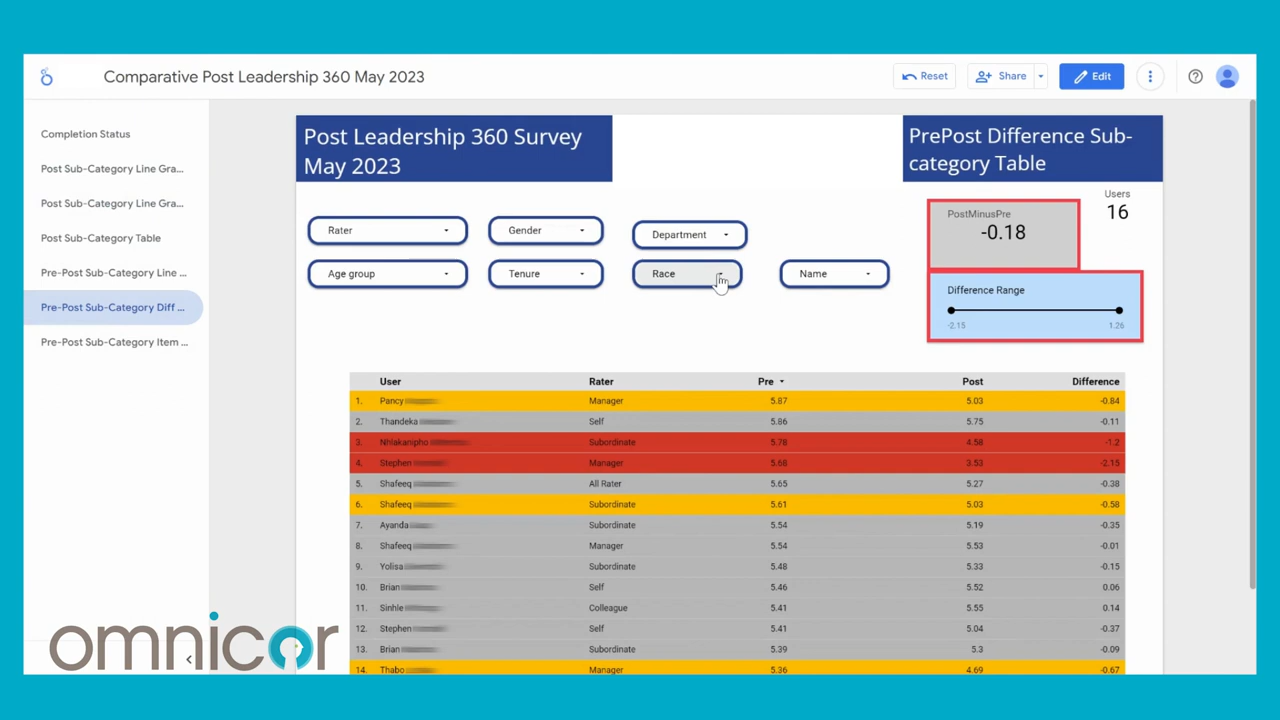 Comparative Post Leadership 360 May 2023
Reset
Share
Edit
Completion Status
Post Sub-Category Line Gra...
Post Sub-Category Line Gra...
Post Sub-Category Table
Pre-Post Sub-Category Line ...
Pre-Post Sub-Category Diff ...
Pre-Post Sub-Category Item ...
Post Leadership 360 Survey
May 2023
PrePost Difference Sub-
category Table
Users
16
PostMinusPre
-0.18
Difference Range
-2.15 1.26
Rater Gender Department
Age group Tenure Race Name
User Rater Pre Post Difference
1. Pancy Manager 5.87 5.03 -0.84
2. Thandeka Self 5.86 5.75 -0.11
3. Nhlakanipho Subordinate 5.78 4.58 -1.2
4. Stephen Manager 5.68 3.53 -2.15
5. Shafeeq All Rater 5.65 5.27 -0.38
6. Shafeeq Subordinate 5.61 5.03 -0.58
7. Ayanda Subordinate 5.54 5.19 -0.35
8. Shafeeq Manager 5.54 5.53 -0.01
9. Yolisa Subordinate 5.48 5.33 -0.15
10. Brian Self 5.46 5.52 0.06
11. Sinhle Colleague 5.41 5.55 0.14
12. Stephen Self 5.41 5.04 -0.37
13. Brian Subordinate 5.39 5.3 -0.09
14. Thabo Manager 5.36 4.69 -0.67
omnicor